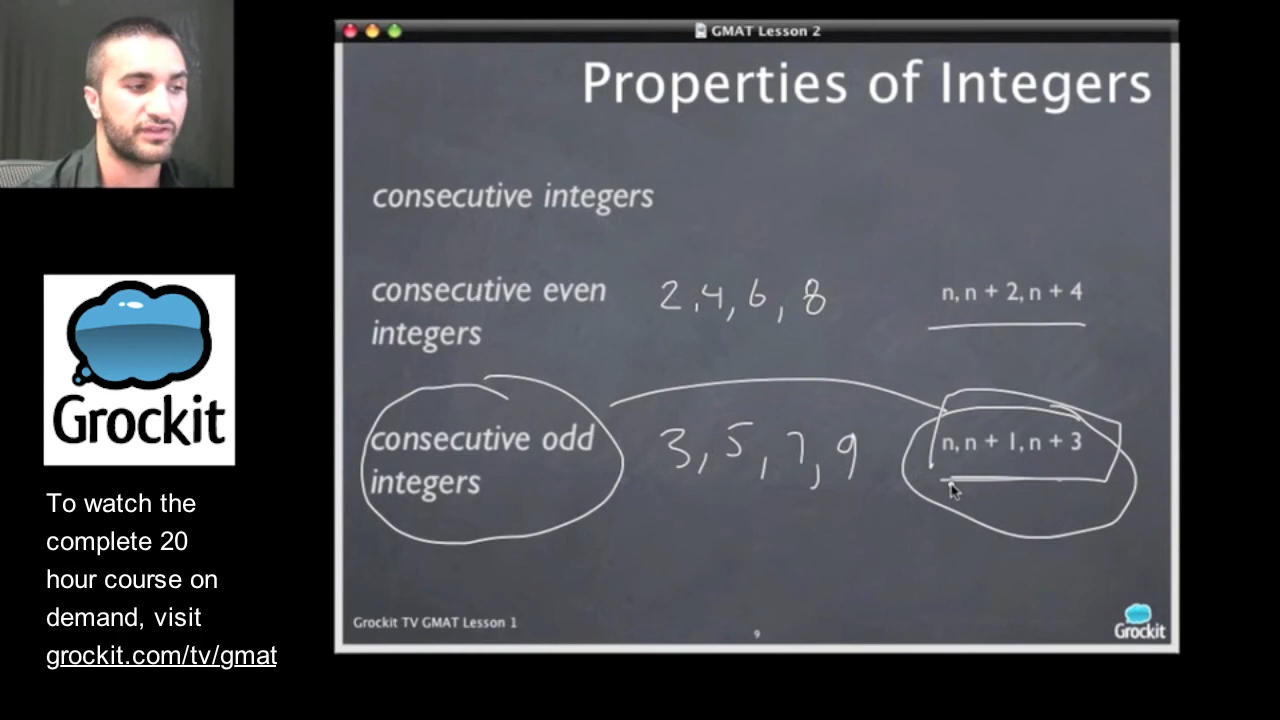 GMAT Lesson 2
Properties of Integers
consecutive integers
consecutive even
integers
2, 4, 6, 8
n, n + 2, n + 4
consecutive odd
integers
3, 5, 7, 9
n, n + 1, n + 3
Grockit TV GMAT Lesson 1
9
Grockit
Grockit
To watch the
complete 20
hour course on
demand, visit
grockit.com/tv/gmat